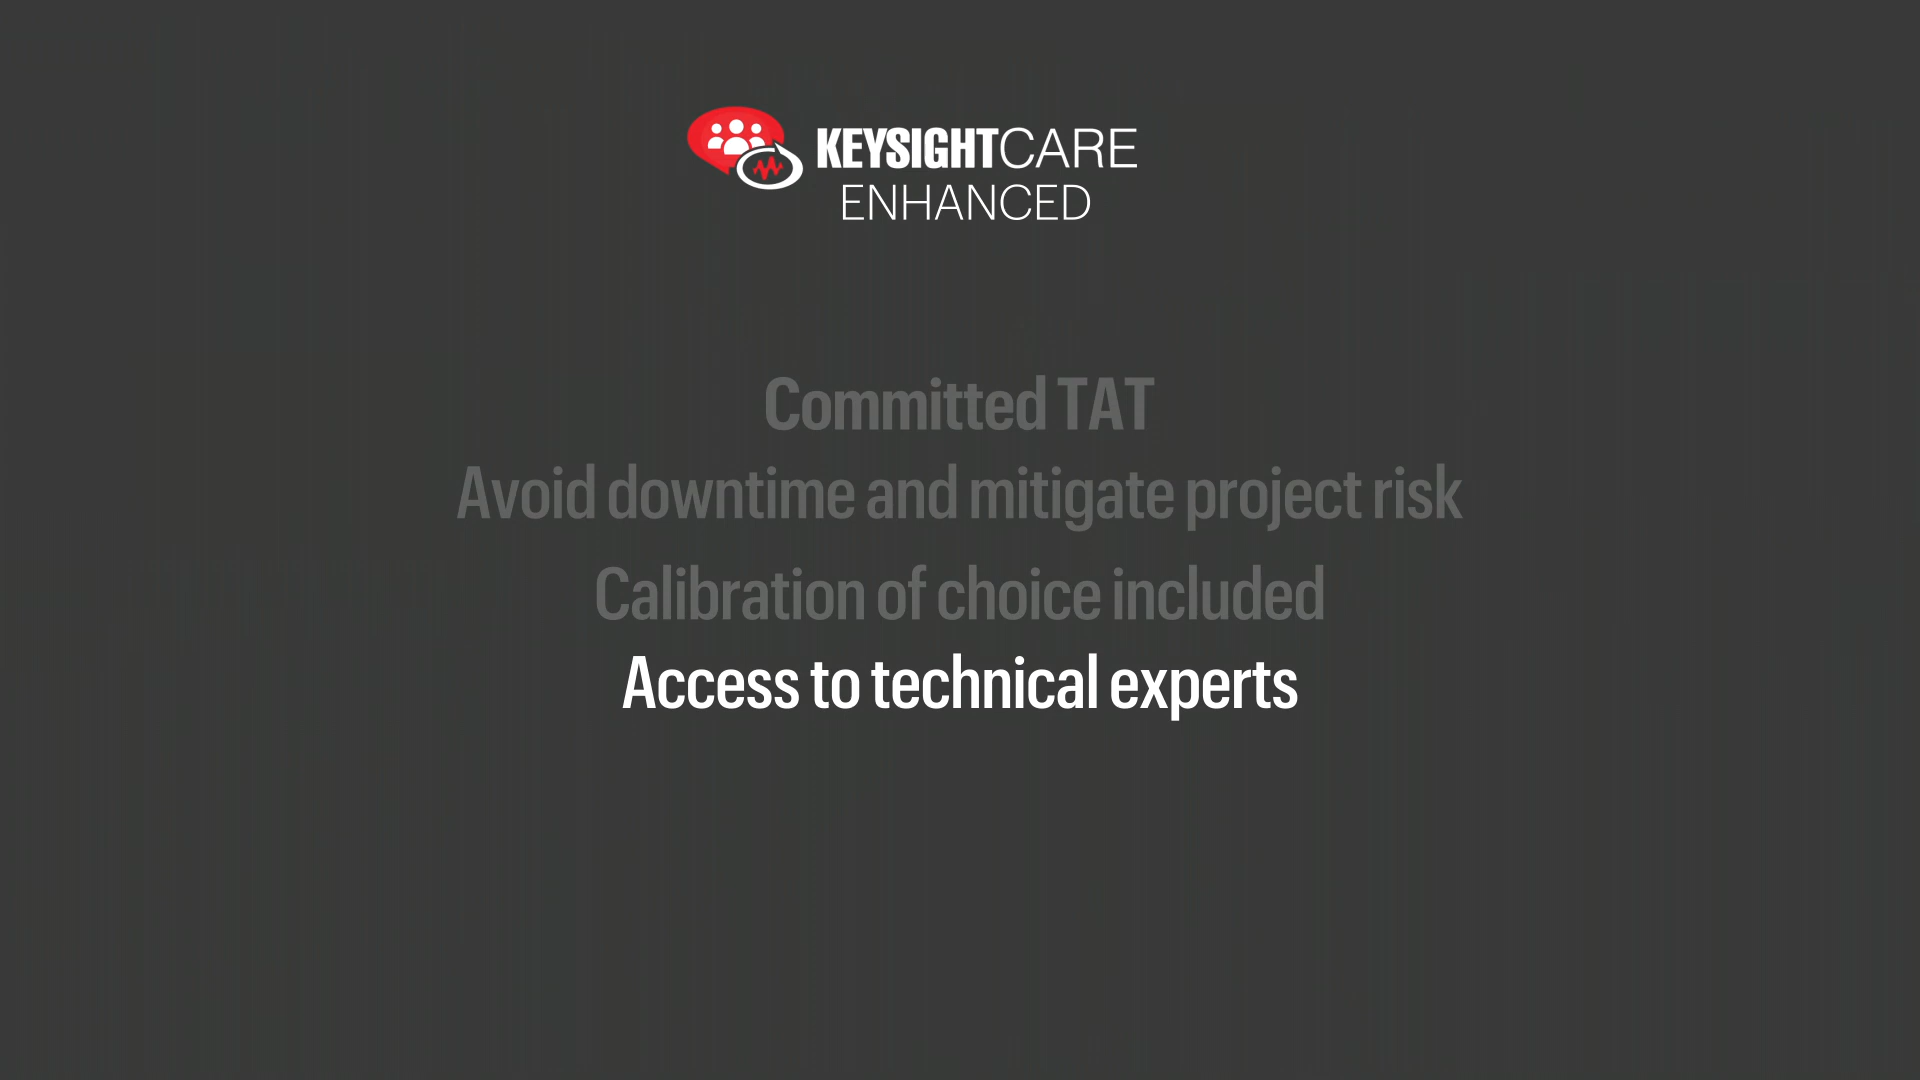 KEYSIGHTCARE
ENHANCED
Committed TAT
Avoid downtime and mitigate project risk
Calibration of choice included
Access to technical experts